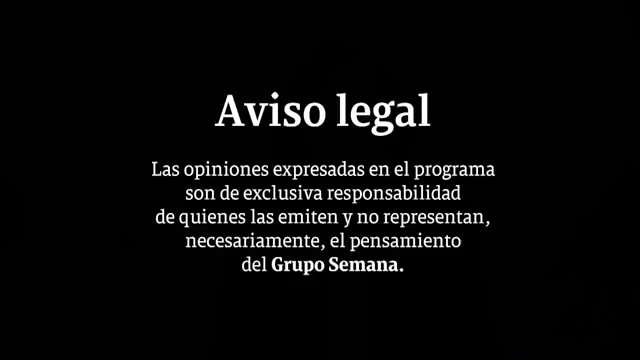 Aviso legal
Las opiniones expresadas en el programa
son de exclusiva responsabilidad
de quienes las emiten y no representan,
necesariamente, el pensamiento
del Grupo Semana.